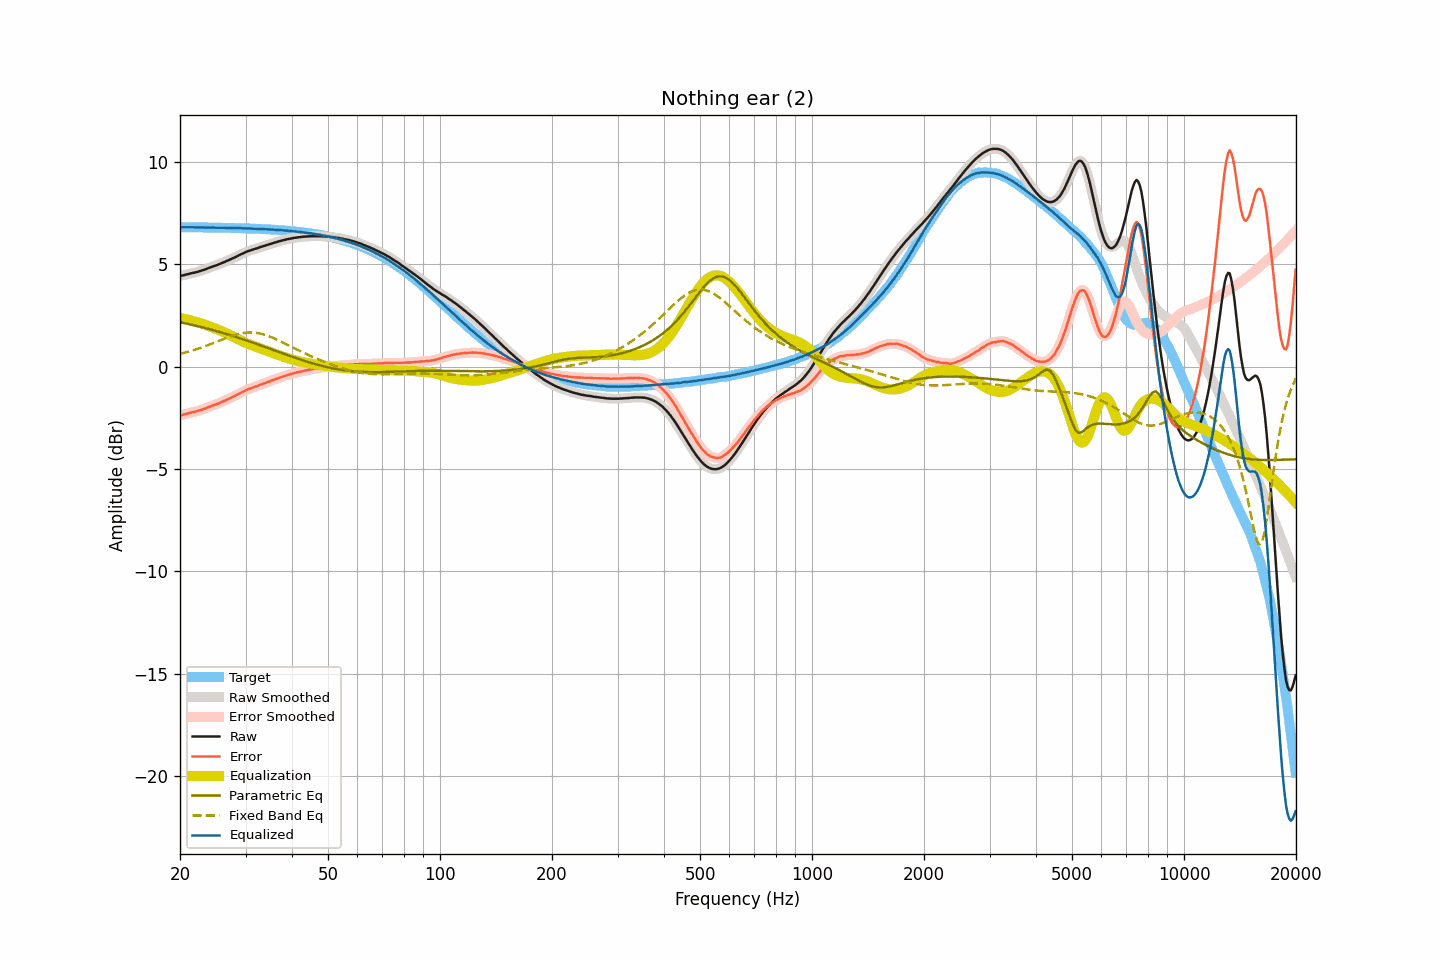 Nothing ear (2)
Amplitude (dBr)
10
5
0
−5
−10
−15
−20
Target
Raw Smoothed
Error Smoothed
Raw
Error
Equalization
Parametric Eq
Fixed Band Eq
Equalized
20 50 100 200 500 1000 2000 5000 10000 20000
Frequency (Hz)